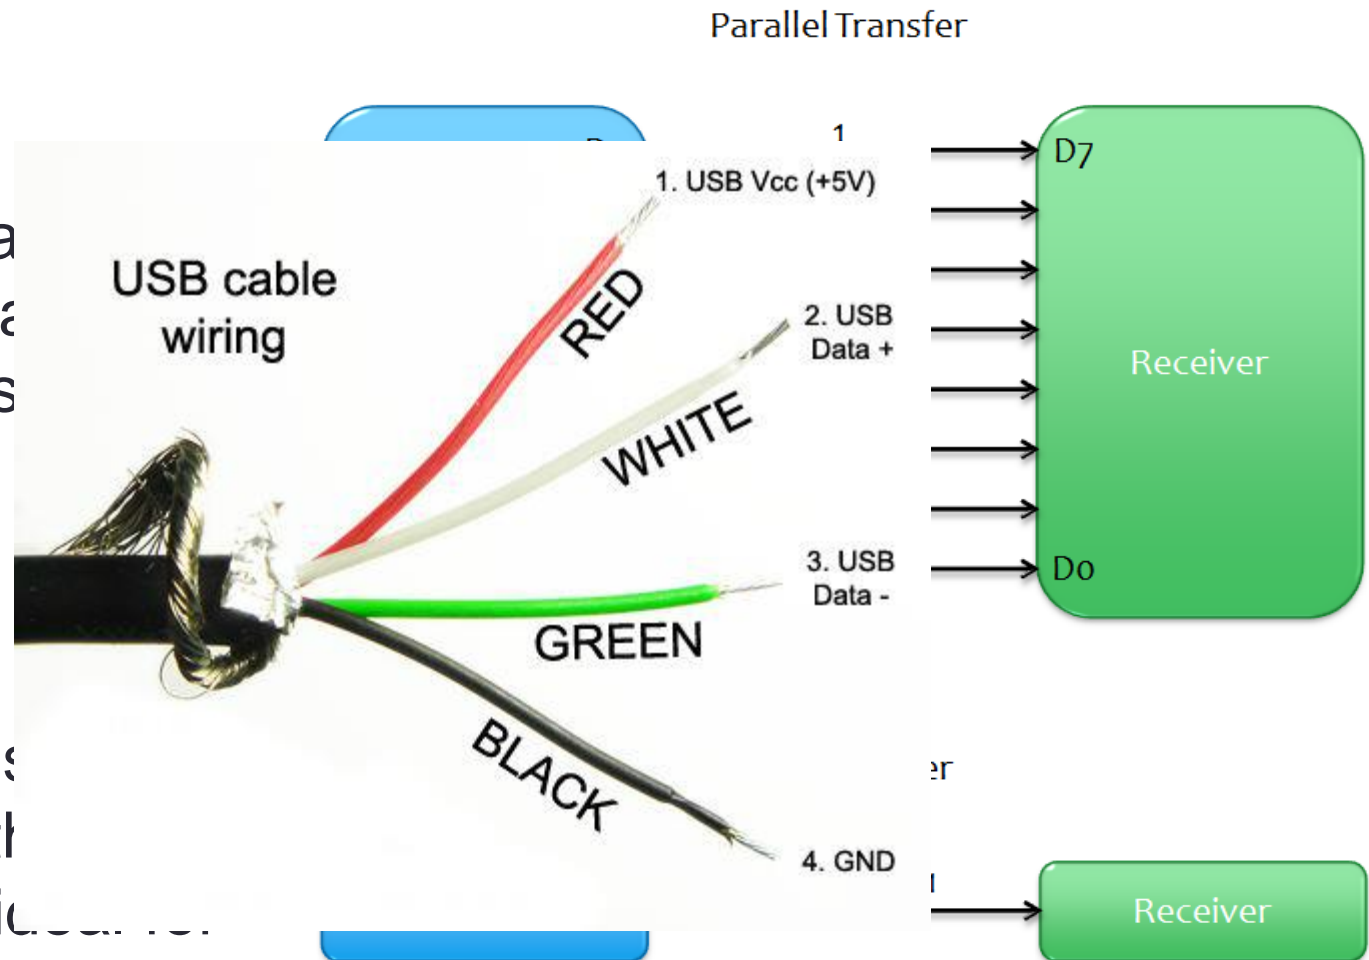 Parallel Transfer
1
D7
1. USB Vcc (+5V)
USB cable
wiring
RED
2. USB
Data +
WHITE
Receiver
3. USB
Data -
D0
GREEN
BLACK
4. GND
Receiver